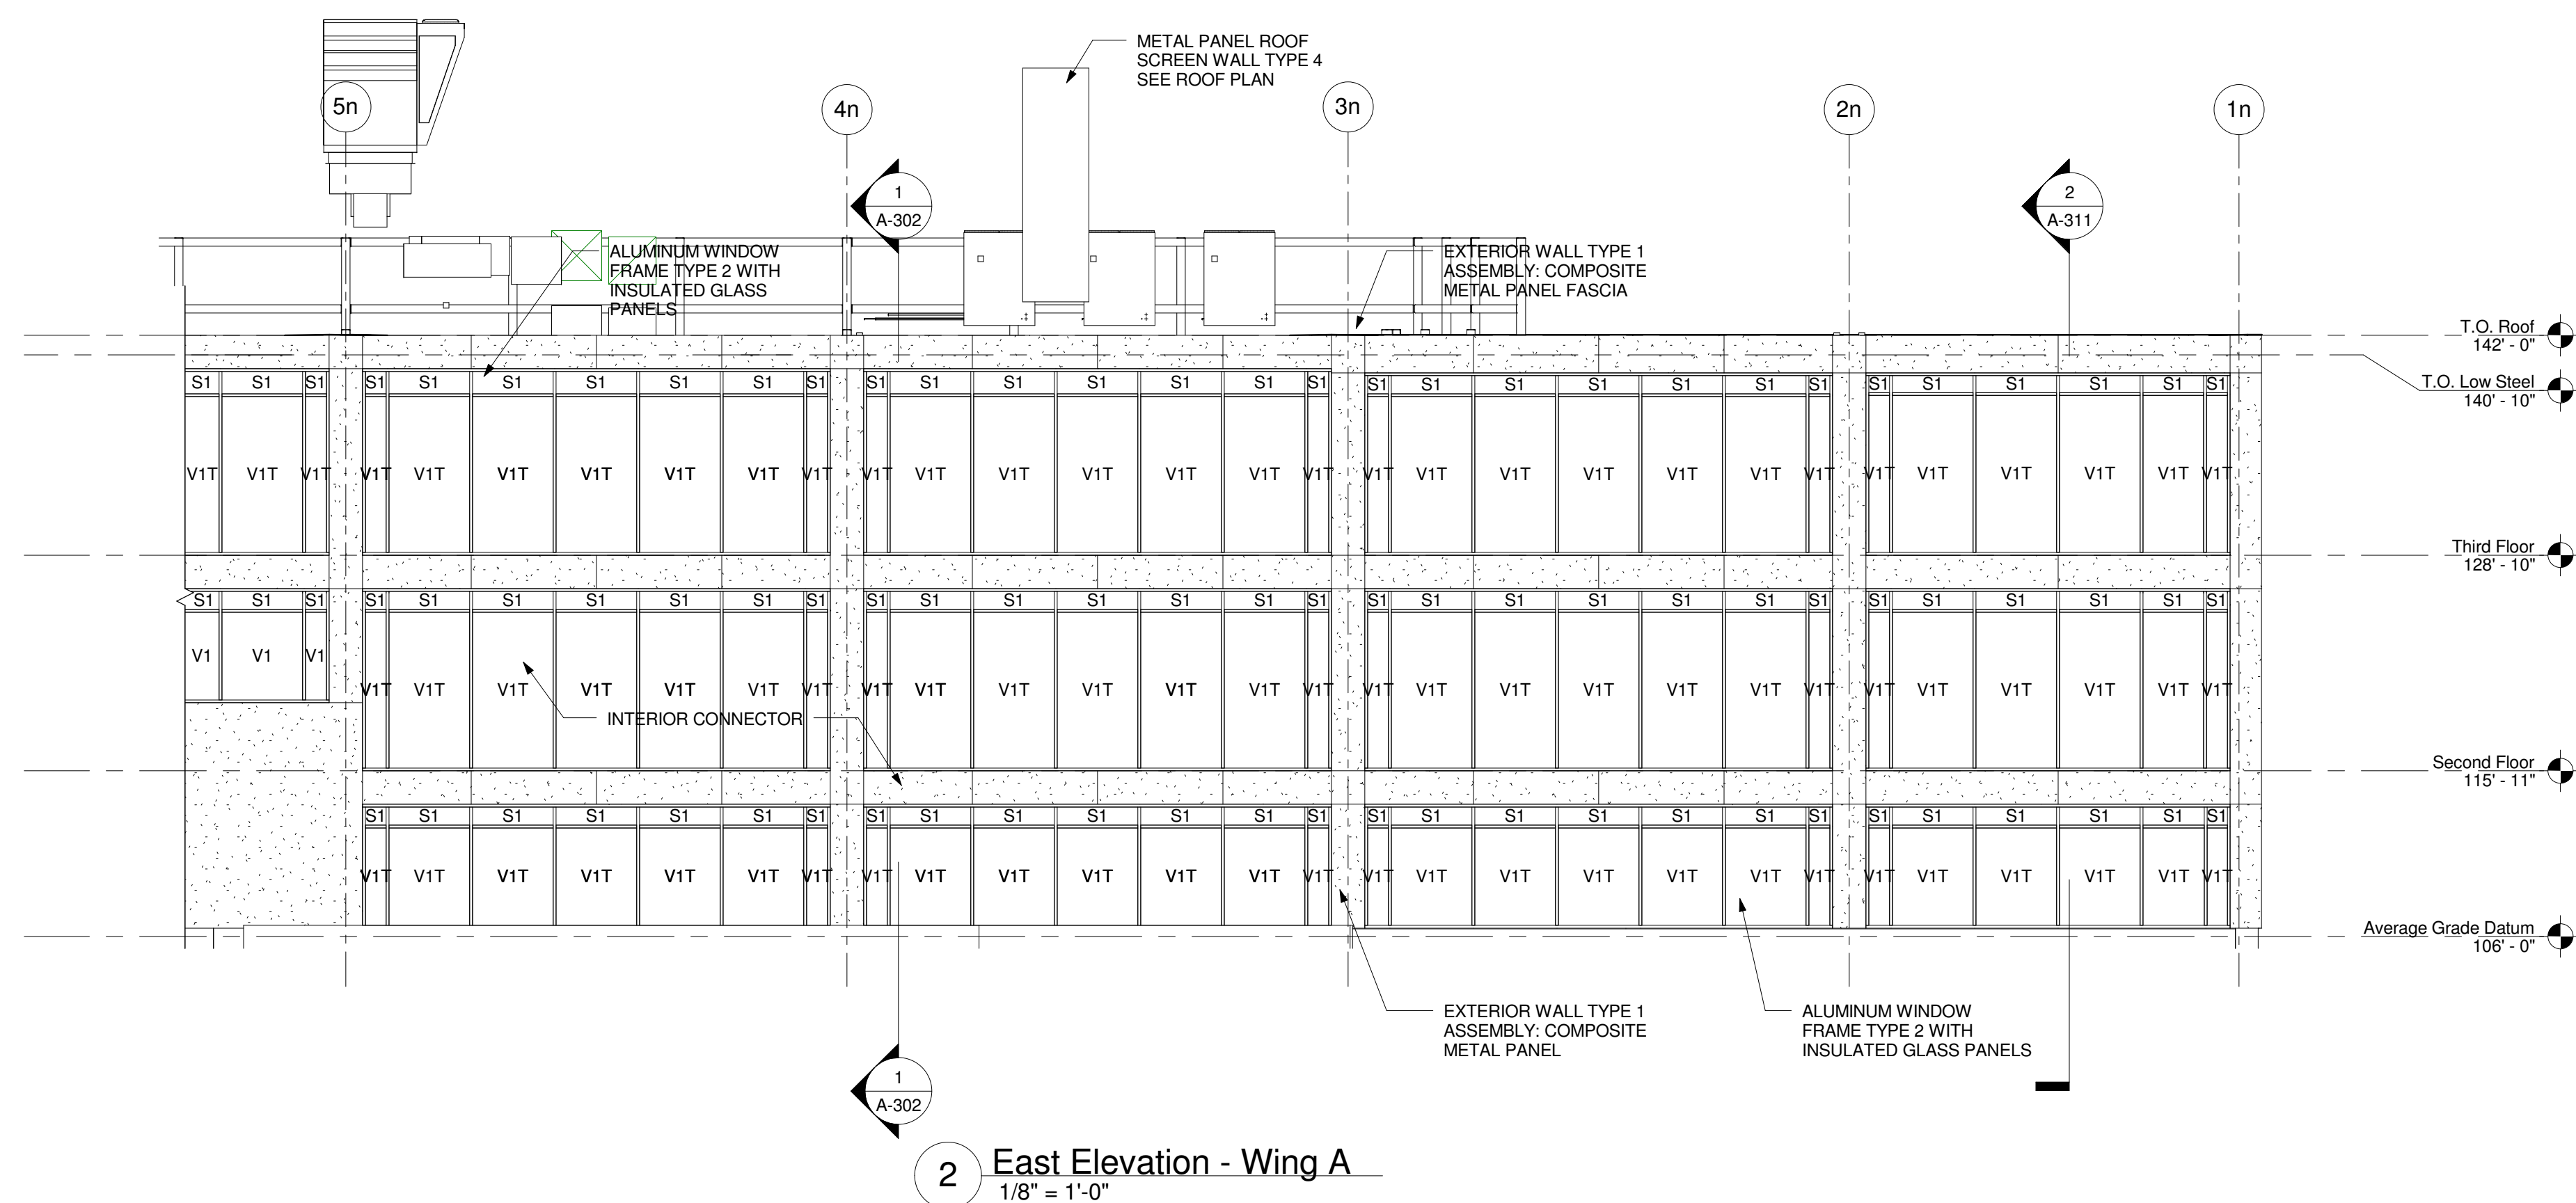 METAL PANEL ROOF
SCREEN WALL TYPE 4
SEE ROOF PLAN
5n 4n 3n 2n 1n
1
A-302
2
A-311
ALUMINUM WINDOW
FRAME TYPE 2 WITH
INSULATED GLASS
PANELS
EXTERIOR WALL TYPE 1
ASSEMBLY: COMPOSITE
METAL PANEL FASCIA
T.O. Roof
142' - 0"
T.O. Low Steel
140' - 10"
S1 S1 S1 S1 S1 S1 S1 S1 S1 S1 S1 S1 S1 S1 S1 S1 S1 S1 S1 S1 S1 S1 S1 S1 S1 S1 S1 S1 S1 S1
V1T V1T V1T V1T V1T V1T V1T V1T V1T V1T V1T V1T V1T V1T V1T V1T V1T V1T V1T V1T V1T V1T V1T V1T V1T V1T V1T V1T V1T V1T
Third Floor
128' - 10"
S1 S1 S1 S1 S1 S1 S1 S1 S1 S1 S1 S1 S1 S1 S1 S1 S1 S1 S1 S1 S1 S1 S1 S1 S1 S1 S1 S1 S1 S1
V1 V1 V1
V1T V1T V1T V1T V1T V1T V1T V1T V1T V1T V1T V1T V1T V1T V1T V1T V1T V1T V1T V1T V1T V1T V1T V1T V1T V1T V1T
INTERIOR CONNECTOR
Second Floor
115' - 11"
S1 S1 S1 S1 S1 S1 S1 S1 S1 S1 S1 S1 S1 S1 S1 S1 S1 S1 S1 S1 S1 S1 S1 S1 S1 S1 S1
V1T V1T V1T V1T V1T V1T V1T V1T V1T V1T V1T V1T V1T V1T V1T V1T V1T V1T V1T V1T V1T V1T V1T V1T V1T V1T V1T
Average Grade Datum
106' - 0"
EXTERIOR WALL TYPE 1
ASSEMBLY: COMPOSITE
METAL PANEL
ALUMINUM WINDOW
FRAME TYPE 2 WITH
INSULATED GLASS PANELS
1
A-302
2 East Elevation - Wing A
1/8" = 1'-0"